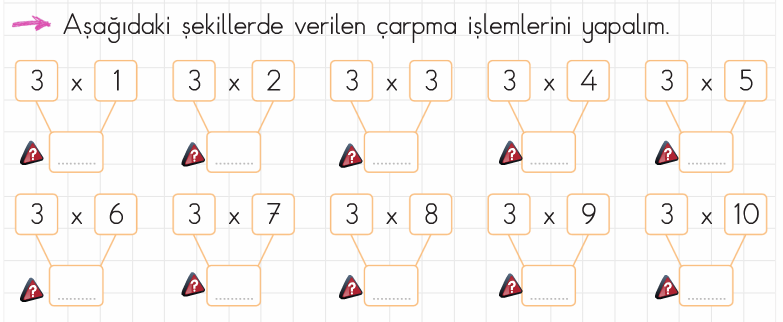 Aşağıdaki şekillerde verilen çarpma işlemlerini yapalım.
3 x 1 3 x 2 3 x 3 3 x 4 3 x 5
? ......... ? ......... ? ......... ? ......... ? .........
3 x 6 3 x 7 3 x 8 3 x 9 3 x 10
? ......... ? ......... ? ......... ? ......... ? .........